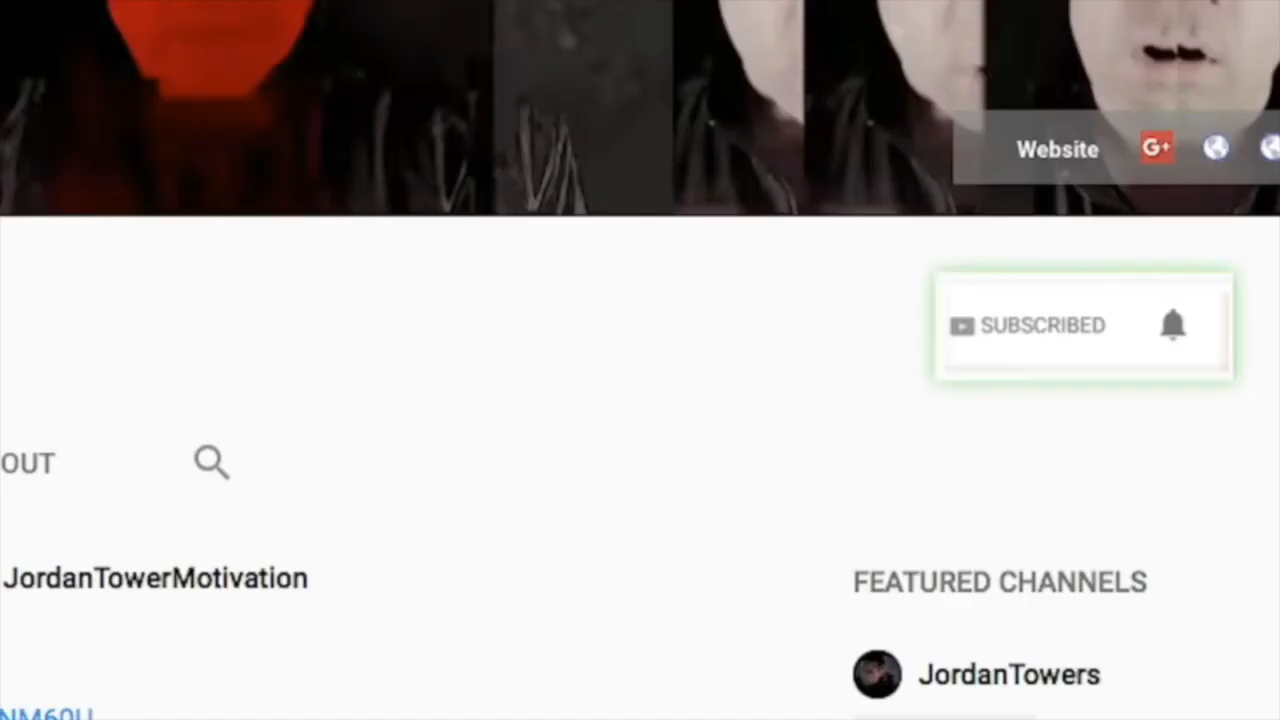 Website G+
SUBSCRIBED
OUT
JordanTowerMotivation
FEATURED CHANNELS
JordanTowers